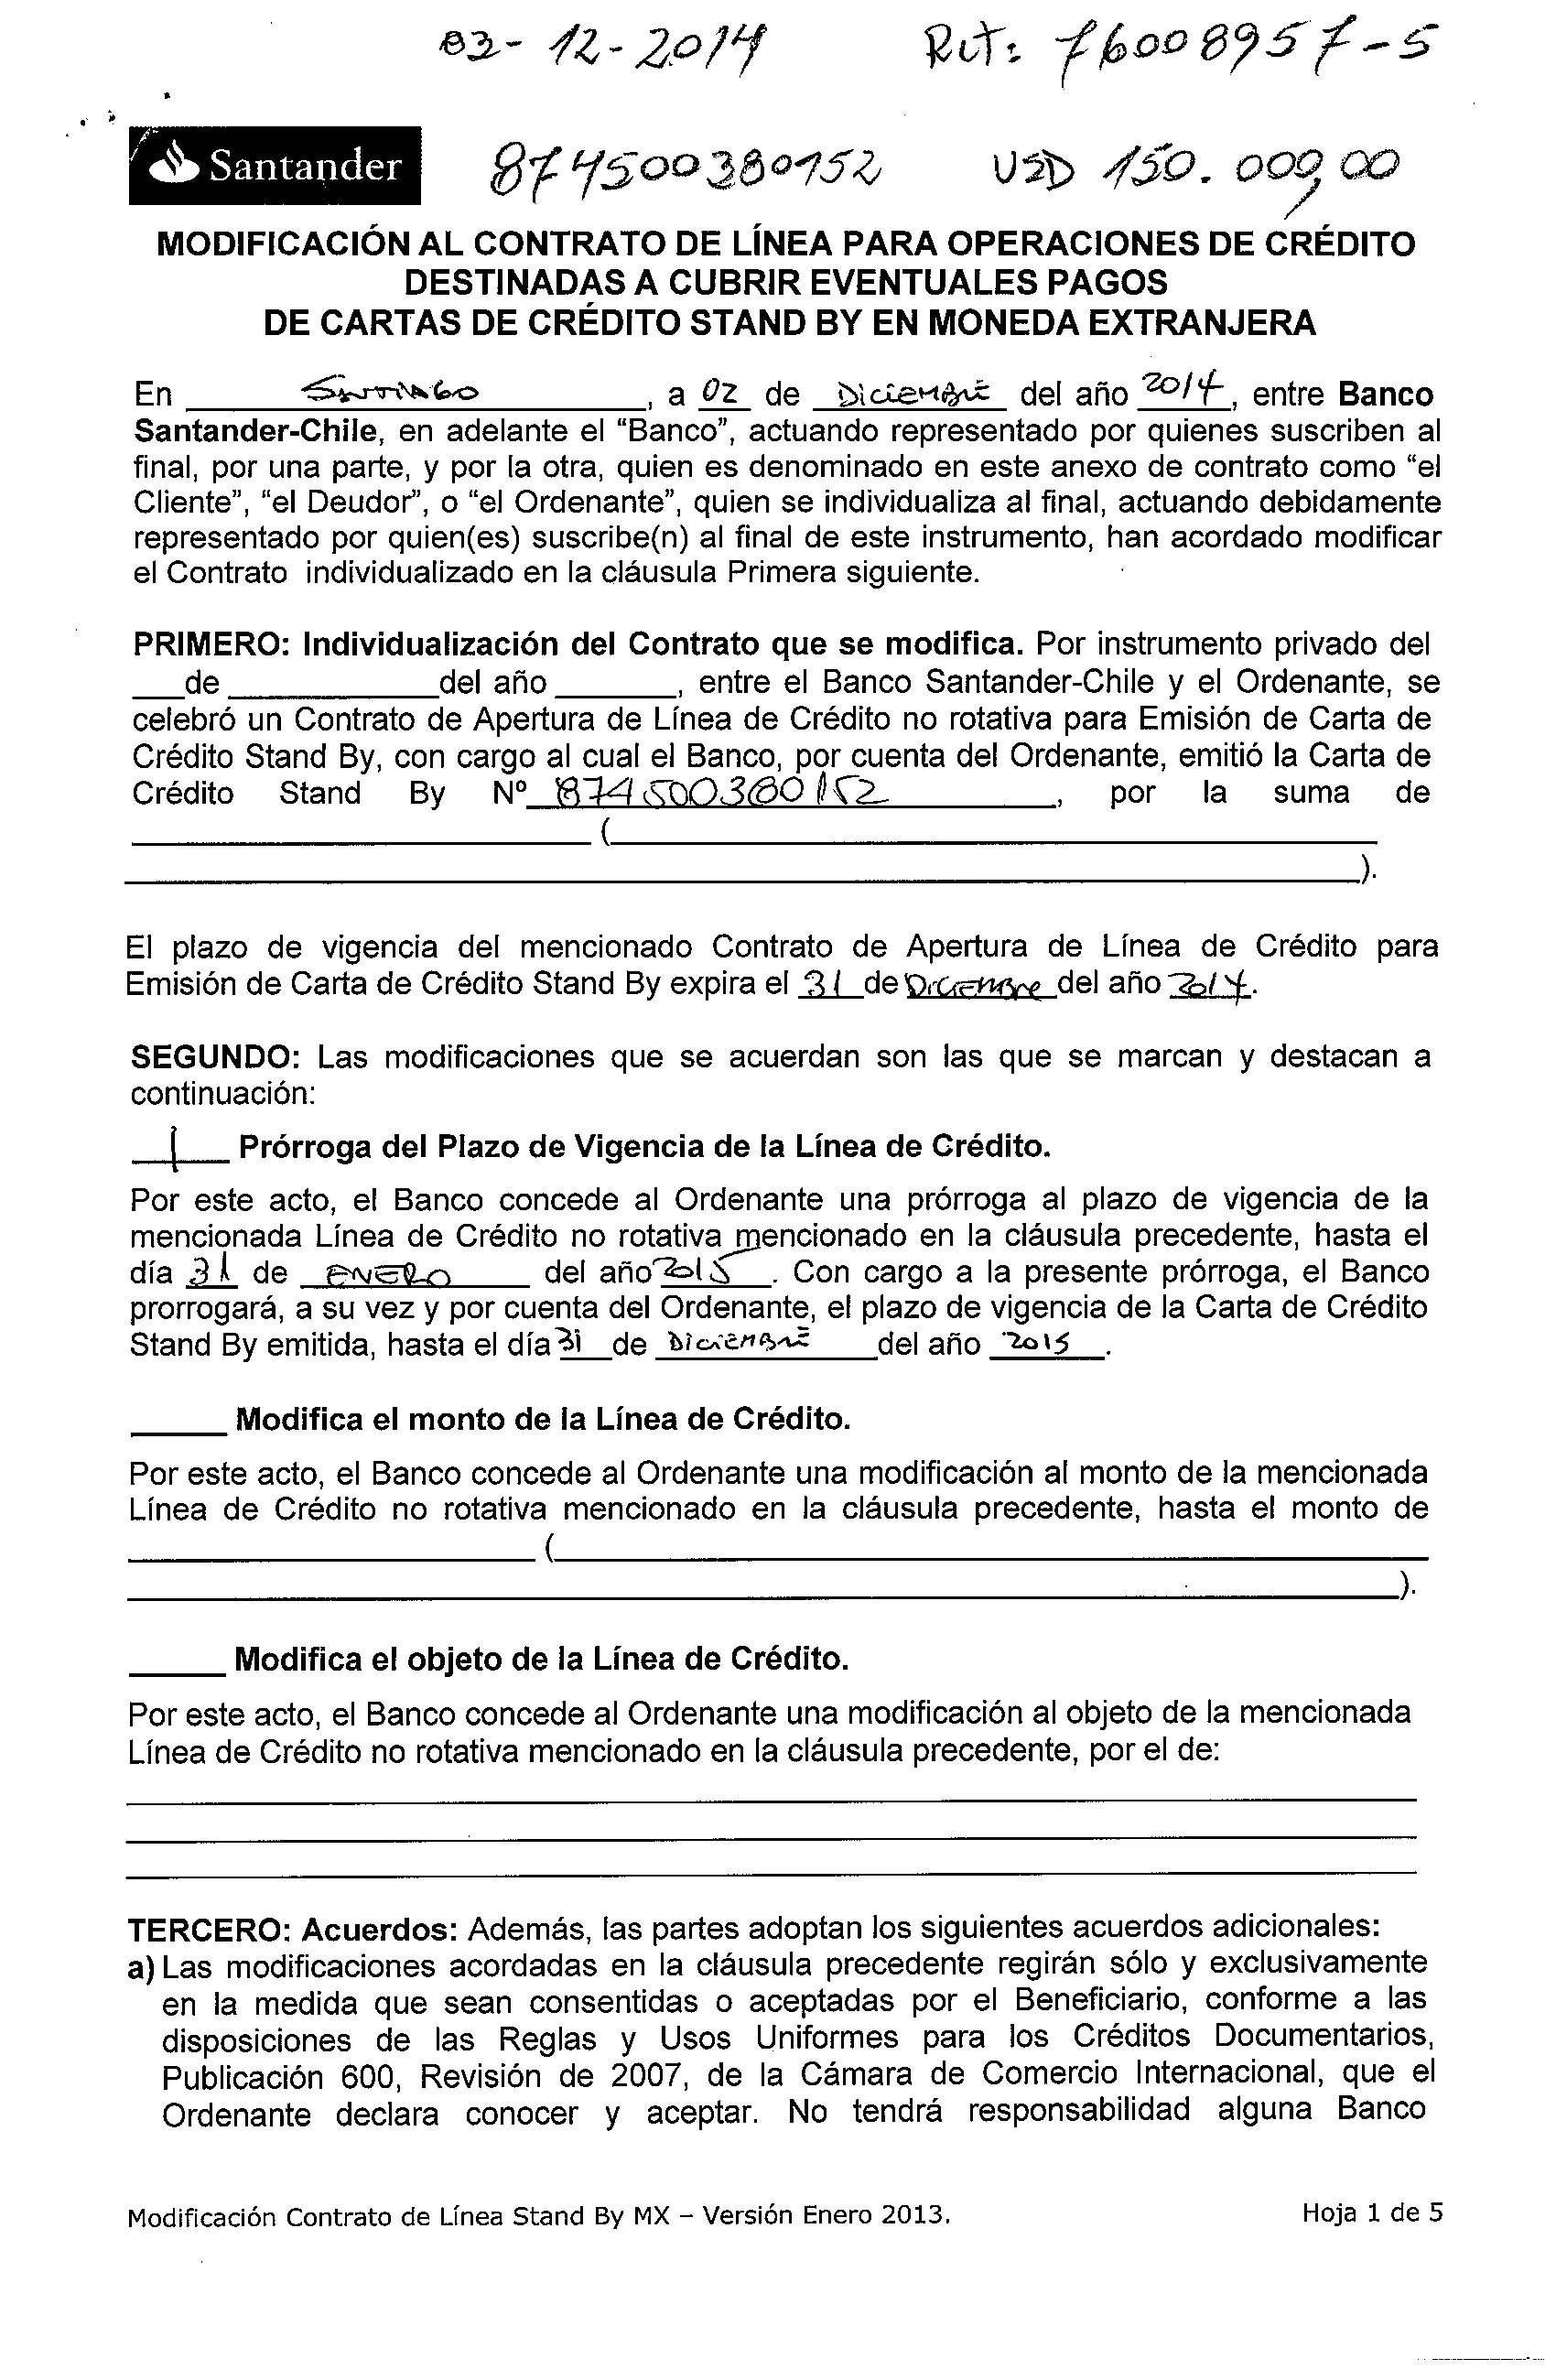 02-12-2014 Rut: 76008957-5
Santander 874500380152 USD 150.000,00
MODIFICACIÓN AL CONTRATO DE LÍNEA PARA OPERACIONES DE CRÉDITO
DESTINADAS A CUBRIR EVENTUALES PAGOS
DE CARTAS DE CRÉDITO STAND BY EN MONEDA EXTRANJERA
En Santiago, a 02 de Diciembre del año 2014, entre Banco
Santander-Chile, en adelante el “Banco”, actuando representado por quienes suscriben al
final, por una parte, y por la otra, quien es denominado en este anexo de contrato como “el
Cliente”, “el Deudor”, o “el Ordenante”, quien se individualiza al final, actuando debidamente
representado por quien(es) suscribe(n) al final de este instrumento, han acordado modificar
el Contrato individualizado en la cláusula Primera siguiente.
PRIMERO: Individualización del Contrato que se modifica. Por instrumento privado del
___de____________del año_______, entre el Banco Santander-Chile y el Ordenante, se
celebró un Contrato de Apertura de Línea de Crédito no rotativa para Emisión de Carta de
Crédito Stand By, con cargo al cual el Banco, por cuenta del Ordenante, emitió la Carta de
Crédito Stand By Nº 874500380152, por la suma de
__________________________ (____________________________________________
______________________________________________________________________).
El plazo de vigencia del mencionado Contrato de Apertura de Línea de Crédito para
Emisión de Carta de Crédito Stand By expira el 31 de Diciembre del año 2014.
SEGUNDO: Las modificaciones que se acuerdan son las que se marcan y destacan a
continuación:
Prórroga del Plazo de Vigencia de la Línea de Crédito.
Por este acto, el Banco concede al Ordenante una prórroga al plazo de vigencia de la
mencionada Línea de Crédito no rotativa mencionado en la cláusula precedente, hasta el
día 31 de ENERO del año 2015. Con cargo a la presente prórroga, el Banco
prorrogará, a su vez y por cuenta del Ordenante, el plazo de vigencia de la Carta de Crédito
Stand By emitida, hasta el día 31 de Diciembre del año 2015.
_____ Modifica el monto de la Línea de Crédito.
Por este acto, el Banco concede al Ordenante una modificación al monto de la mencionada
Línea de Crédito no rotativa mencionado en la cláusula precedente, hasta el monto de
_______________________ (__________________________________________________
________________________________________________________________________).
_____ Modifica el objeto de la Línea de Crédito.
Por este acto, el Banco concede al Ordenante una modificación al objeto de la mencionada
Línea de Crédito no rotativa mencionado en la cláusula precedente, por el de:
TERCERO: Acuerdos: Además, las partes adoptan los siguientes acuerdos adicionales:
a) Las modificaciones acordadas en la cláusula precedente regirán sólo y exclusivamente
en la medida que sean consentidas o aceptadas por el Beneficiario, conforme a las
disposiciones de las Reglas y Usos Uniformes para los Créditos Documentarios,
Publicación 600, Revisión de 2007, de la Cámara de Comercio Internacional, que el
Ordenante declara conocer y aceptar. No tendrá responsabilidad alguna Banco
Modificación Contrato de Línea Stand By MX – Versión Enero 2013. Hoja 1 de 5